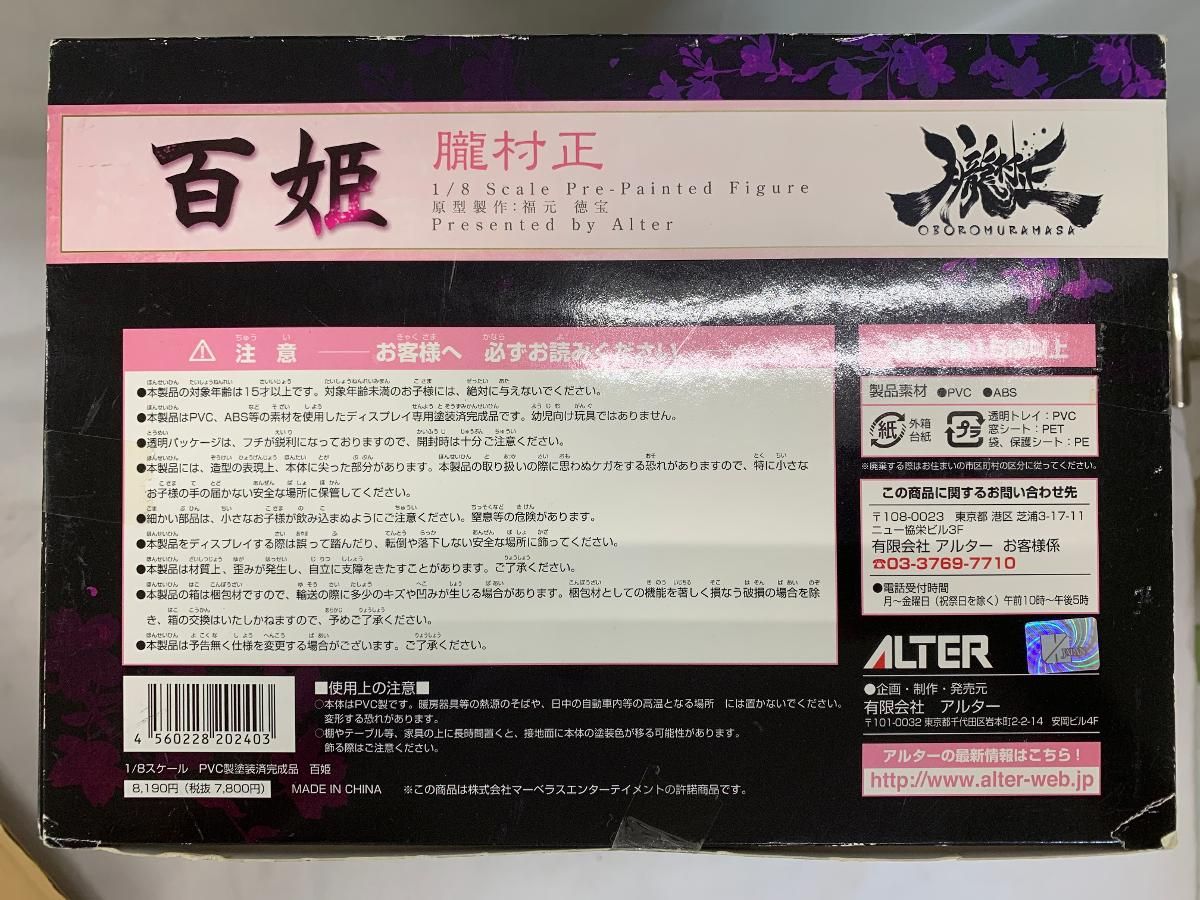 百姫
朧村正
1/8 Scale Pre-Painted Figure
原型製作：福元 徳宝
Presented by Alter
朧村正
OBOROMURAMASA
注意 お客様へ 必ずお読みください
●本製品の対象年齢は15才以上です。対象年齢未満のお子様には、絶対に与えないでください。
●本製品はPVC、ABS等の素材を使用したディスプレイ専用塗装済完成品です。幼児向け玩具ではありません。
●透明パッケージは、フチが鋭利になっておりますので、開封時は十分ご注意ください。
●本製品には、造型の表現上、本体に尖った部分があります。本製品の取り扱いの際に思わぬケガをする恐れがありますので、特に小さな
お子様の手の届かない安全な場所に保管してください。
●細かい部品は、小さなお子様が飲み込まぬようにご注意ください。窒息等の危険があります。
●本製品をディスプレイする際は誤って踏んだり、転倒や落下しない安全な場所に飾ってください。
●本製品は材質上、歪みが発生し、自立に支障をきたすことがあります。ご了承ください。
●本製品の箱は梱包材ですので、輸送の際に多少のキズや凹みが生じる場合があります。梱包材としての機能を著しく損なう破損の場合を除
き、箱の交換はいたしかねますので、予めご了承ください。
●本製品は予告無く仕様を変更する場合がございます。ご了承ください。
15才以上
製品素材 ●PVC ●ABS
紙 外箱
台紙
プラ 透明トレイ：PVC
窓シート：PET
袋、保護シート：PE
※廃棄する際はお住まいの市区町村の区分に従ってください。
この商品に関するお問い合わせ先
〒108-0023 東京都 港区 芝浦3-17-11
ニュー協栄ビル3F
有限会社 アルター お客様係
☎03-3769-7710
●電話受付時間
月～金曜日（祝祭日を除く）午前10時～午後5時
ALTER
JAPAN
●企画・制作・発売元
有限会社 アルター
〒101-0032 東京都千代田区岩本町2-2-14 安岡ビル4F
アルターの最新情報はこちら！
http://www.alter-web.jp
4 560228 202403
■使用上の注意■
○本体はPVC製です。暖房器具等の熱源のそばや、日中の自動車内等の高温となる場所 には置かないでください。
変形する恐れがあります。
○棚やテーブル等、家具の上に長時間置くと、接地面に本体の塗装色が移る可能性があります。
飾る際はご注意ください。
1/8スケール PVC製塗装済完成品 百姫
8,190円（税抜 7,800円）
MADE IN CHINA ※この商品は株式会社マーベラスエンターテイメントの許諾商品です。